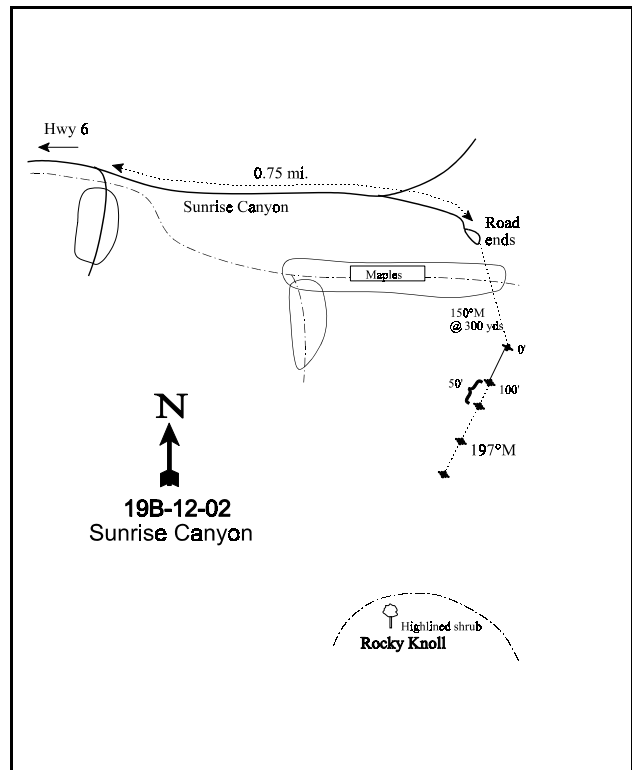 Hwy 6
0.75 mi.
Sunrise Canyon
Road
ends
Maples
150°M
@ 300 yds
0'
50'
100'
197°M
N
19B-12-02
Sunrise Canyon
Highlined shrub
Rocky Knoll